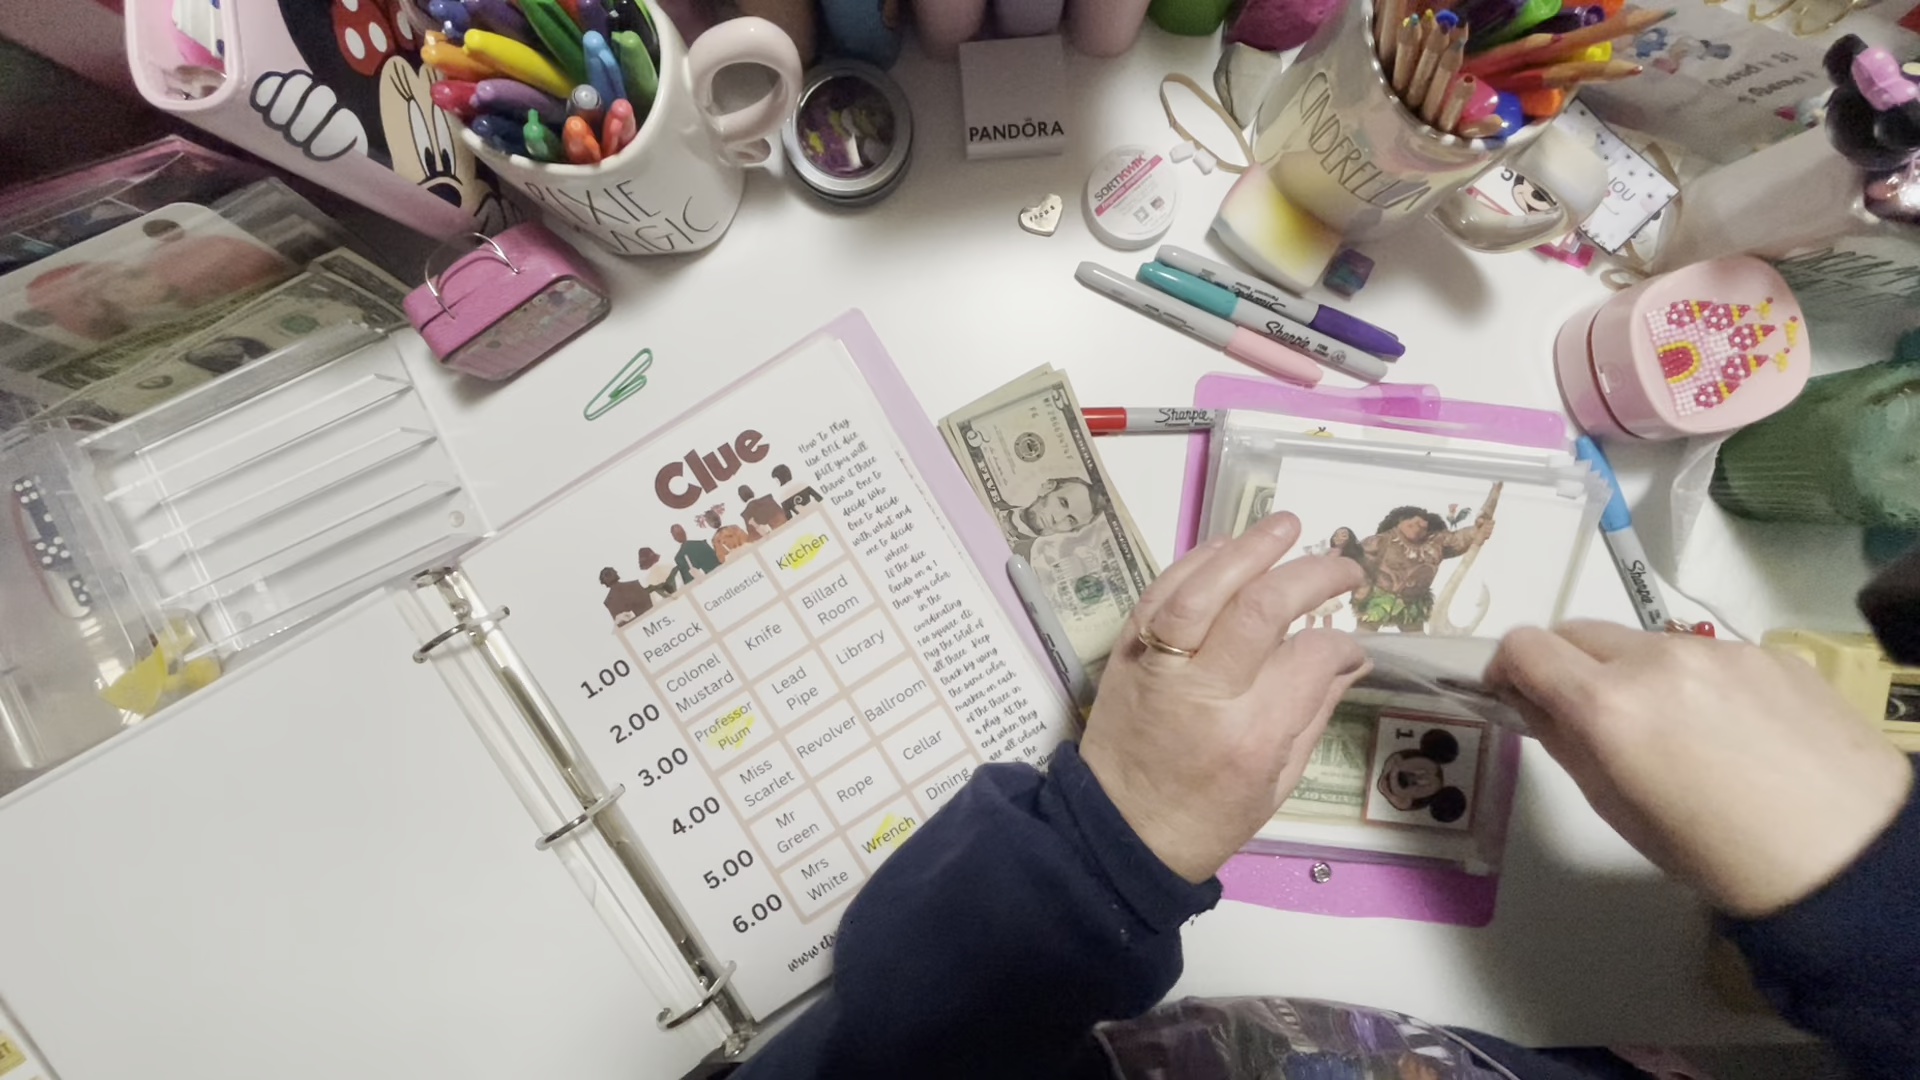 PIXIE
MAGIC
PANDORA
SORTKWIK
CINDERELLA
YOU
Sharpie
Sharpie
Sharpie
Clue
How to Play
Use ONE dice
but you will
throw it three
times. One to
decide who
One to decide
with what and
one to decide
where
If the dice
lands on a 1
than you color
in the
coordinating
1.00 square etc
Pay the total of
all three. Keep
track by using
the same color
marker on each
of the three in
a play. At the
end when they
are all colored
Candlestick
Kitchen
1.00
Mrs.
Peacock
Knife
Billard
Room
2.00
Colonel
Mustard
Lead
Pipe
Library
3.00
Professor
Plum
Revolver
Ballroom
4.00
Miss
Scarlet
Rope
Cellar
5.00
Mr
Green
Wrench
Dining
6.00
Mrs
White
5
1